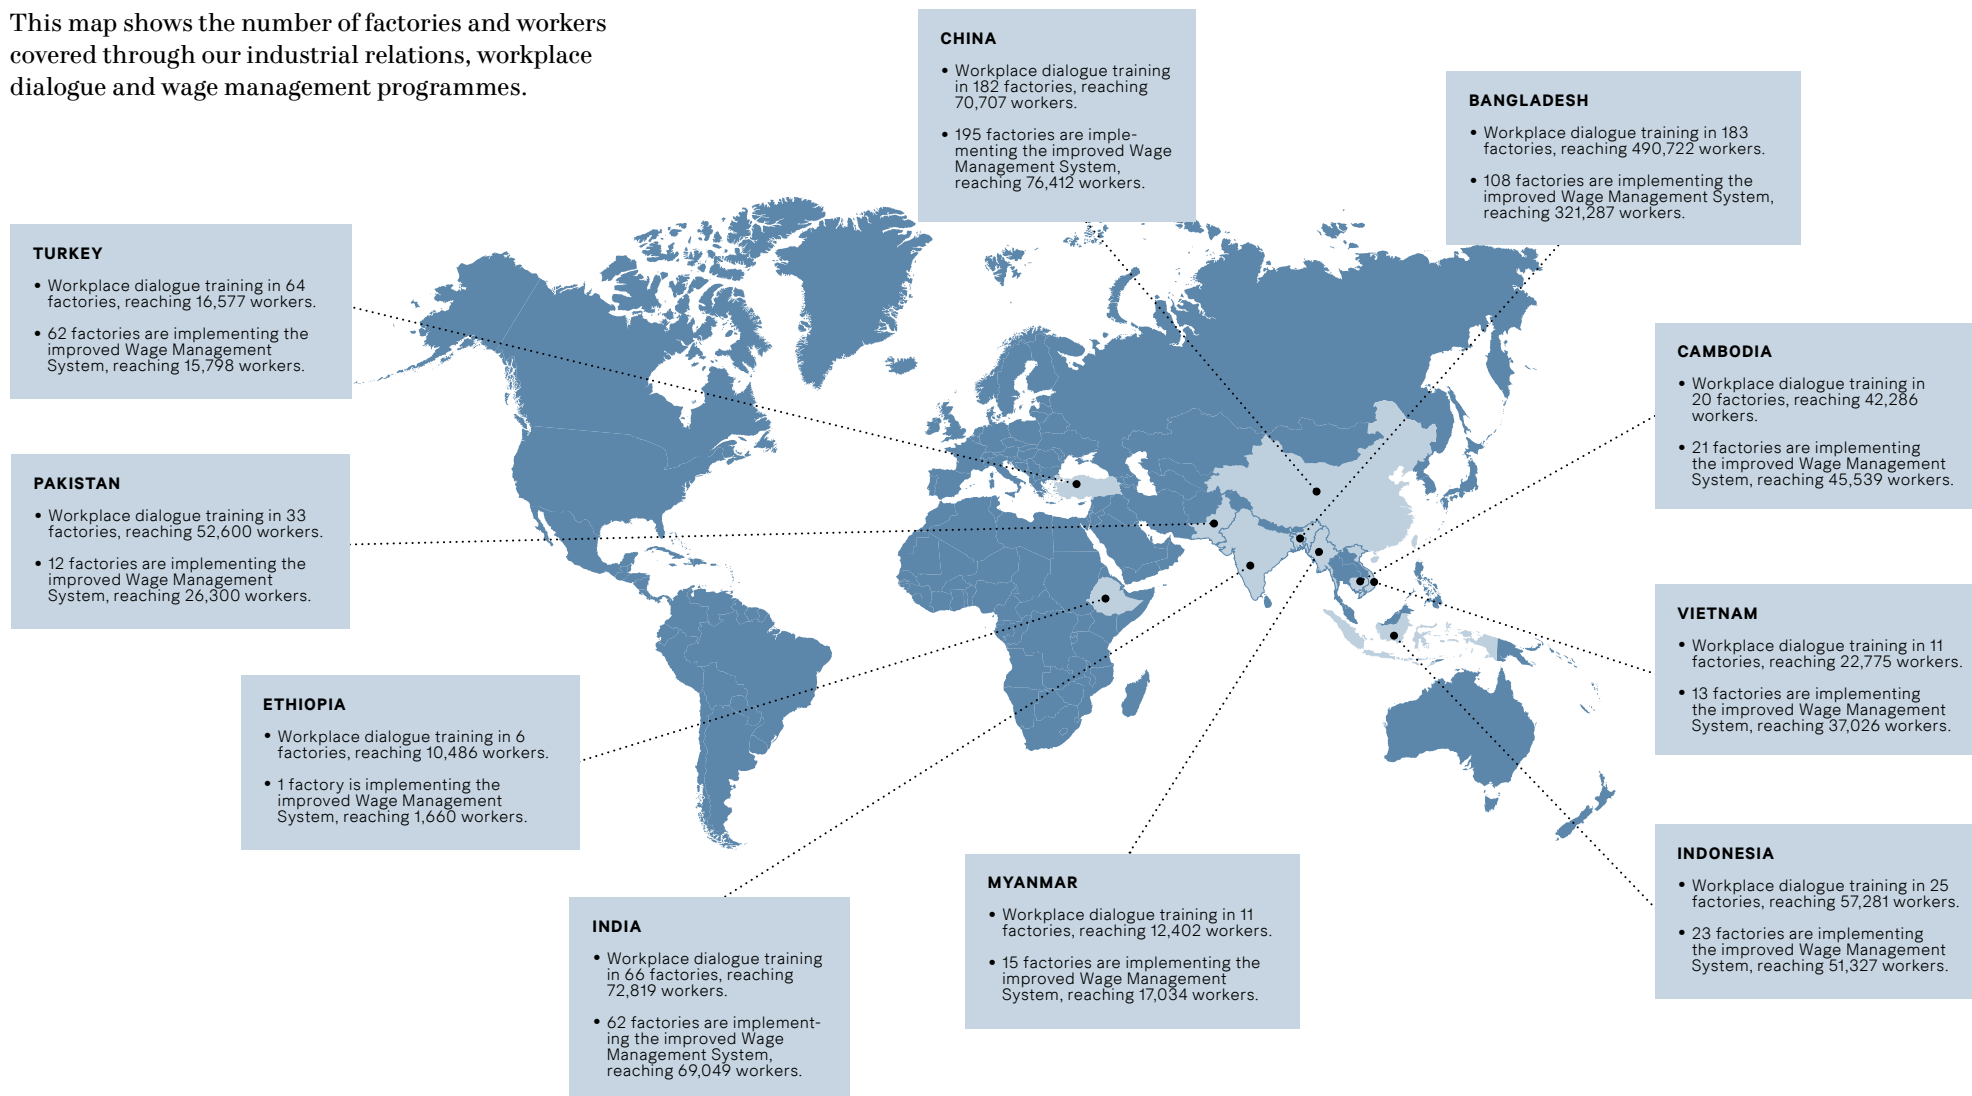 This map shows the number of factories and workers
covered through our industrial relations, workplace
dialogue and wage management programmes.
CHINA
• Workplace dialogue training
in 182 factories, reaching
70,707 workers.
• 195 factories are imple-
menting the improved Wage
Management System,
reaching 76,412 workers.
BANGLADESH
• Workplace dialogue training in 183
factories, reaching 490,722 workers.
• 108 factories are implementing the
improved Wage Management System,
reaching 321,287 workers.
TURKEY
• Workplace dialogue training in 64
factories, reaching 16,577 workers.
• 62 factories are implementing the
improved Wage Management
System, reaching 15,798 workers.
CAMBODIA
• Workplace dialogue training in
20 factories, reaching 42,286
workers.
• 21 factories are implementing
the improved Wage Management
System, reaching 45,539 workers.
PAKISTAN
• Workplace dialogue training in 33
factories, reaching 52,600 workers.
• 12 factories are implementing the
improved Wage Management
System, reaching 26,300 workers.
VIETNAM
• Workplace dialogue training in 11
factories, reaching 22,775 workers.
• 13 factories are implementing
the improved Wage Management
System, reaching 37,026 workers.
ETHIOPIA
• Workplace dialogue training in 6
factories, reaching 10,486 workers.
• 1 factory is implementing the
improved Wage Management
System, reaching 1,660 workers.
INDIA
• Workplace dialogue training
in 66 factories, reaching
72,819 workers.
• 62 factories are implement-
ing the improved Wage
Management System,
reaching 69,049 workers.
MYANMAR
• Workplace dialogue training in 11
factories, reaching 12,402 workers.
• 15 factories are implementing the
improved Wage Management
System, reaching 17,034 workers.
INDONESIA
• Workplace dialogue training in 25
factories, reaching 57,281 workers.
• 23 factories are implementing
the improved Wage Management
System, reaching 51,327 workers.